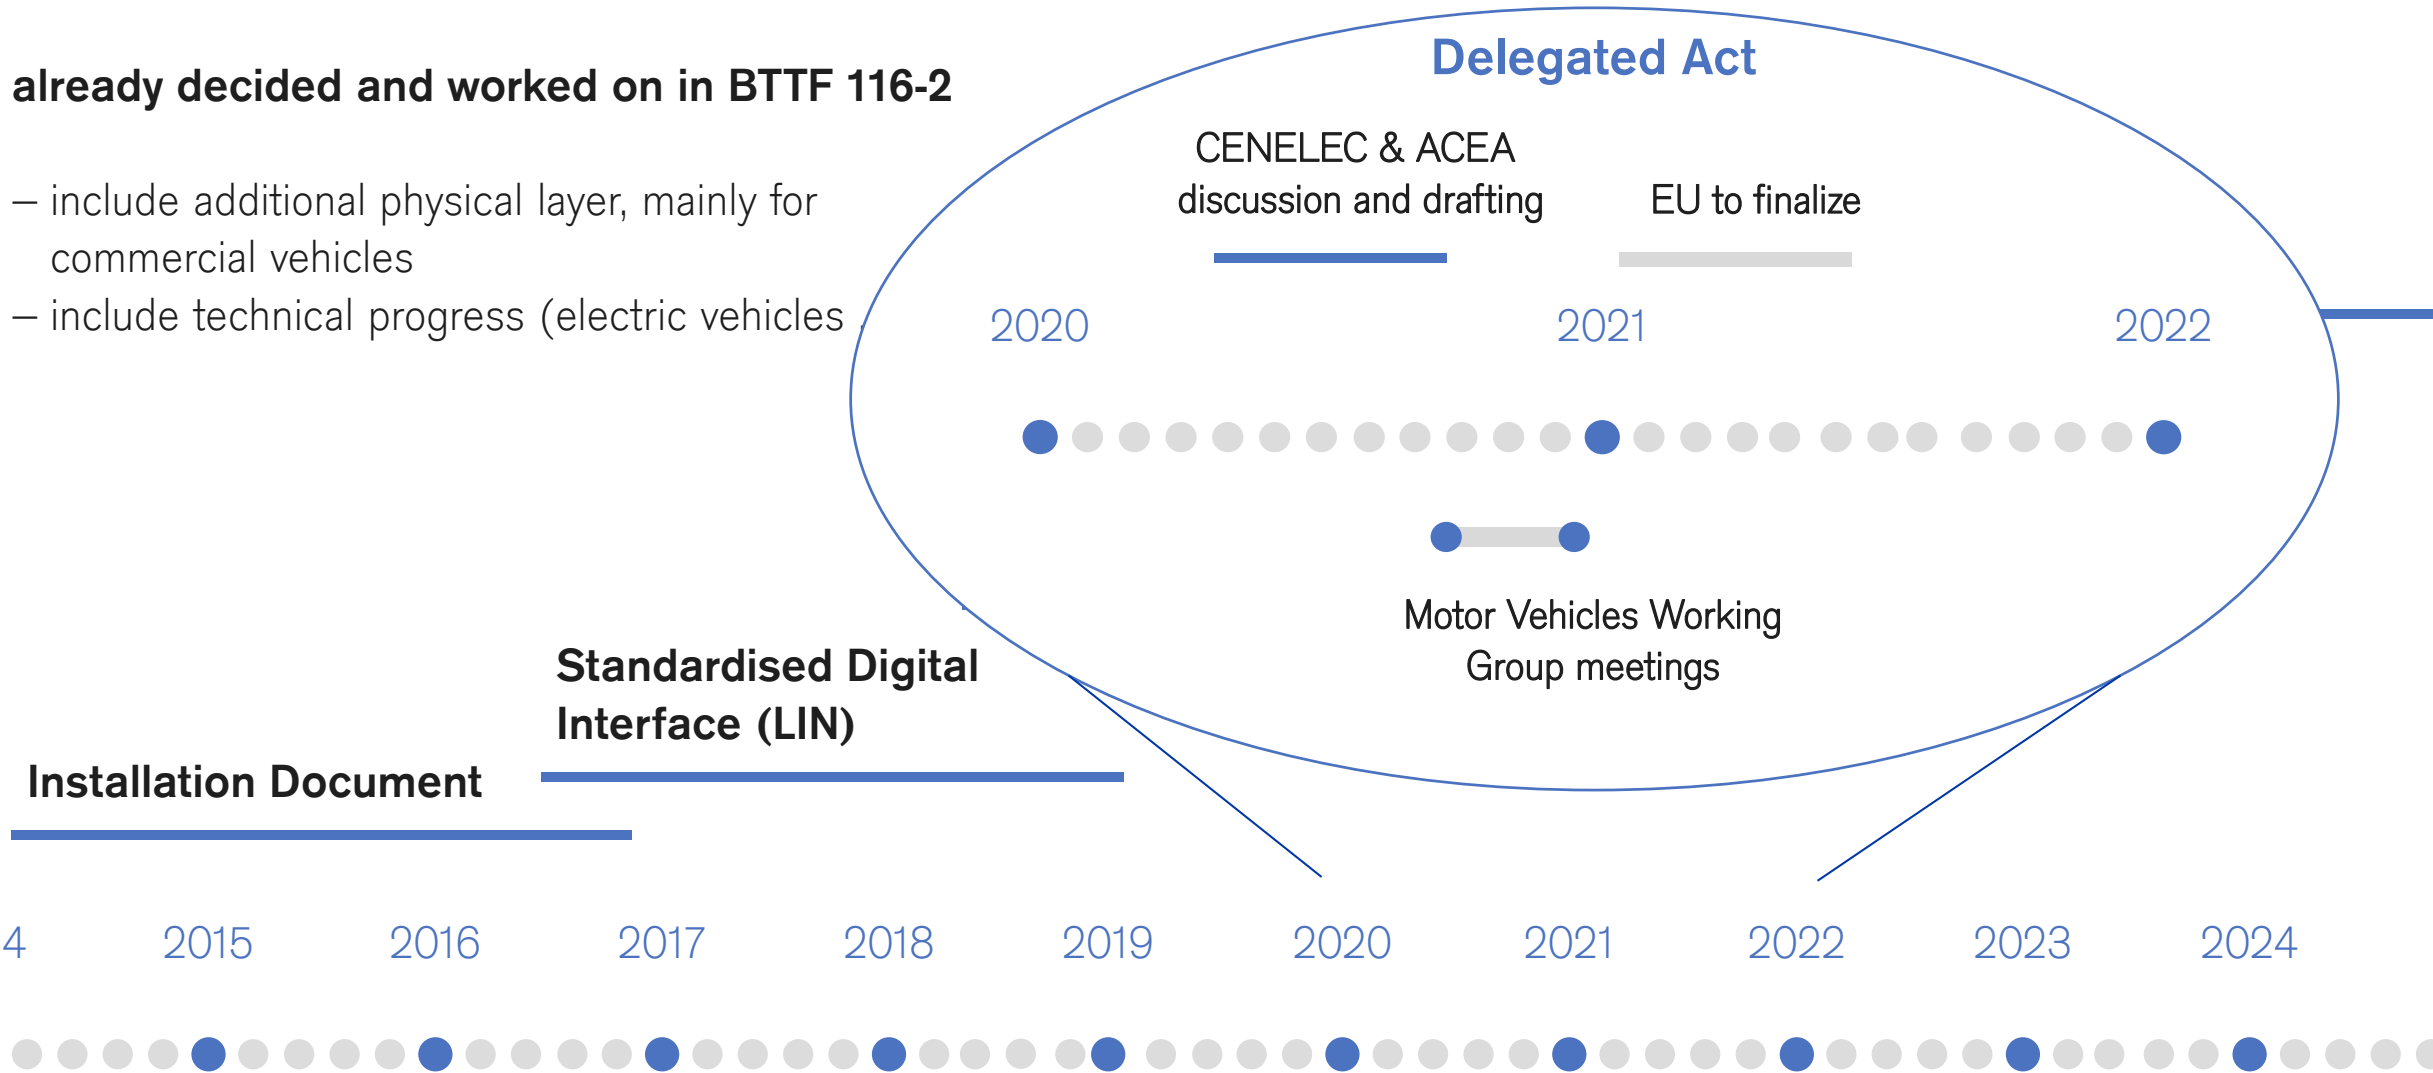 already decided and worked on in BTTF 116-2
– include additional physical layer, mainly for
commercial vehicles
– include technical progress (electric vehicles
Delegated Act
CENELEC & ACEA
discussion and drafting
EU to finalize
2020
2021
2022
Motor Vehicles Working
Group meetings
Standardised Digital
Interface (LIN)
Installation Document
4
2015
2016
2017
2018
2019
2020
2021
2022
2023
2024